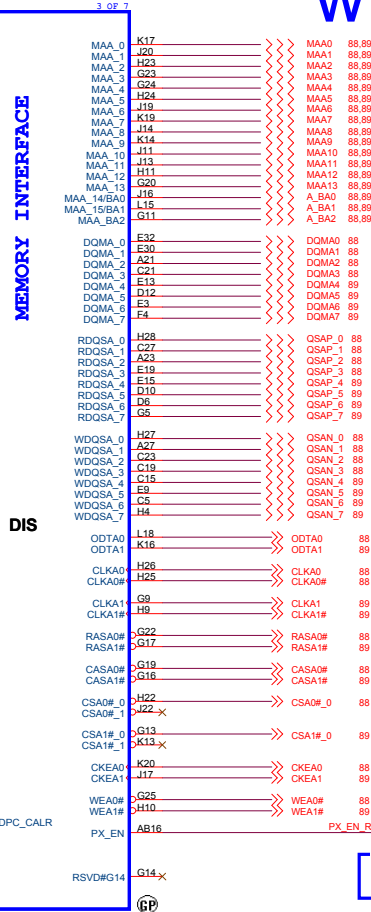 3 OF 7
W
MEMORY INTERFACE
DIS
MAA_0 K17 MAA0 88,89
MAA_1 J20 MAA1 88,89
MAA_2 H23 MAA2 88,89
MAA_3 G23 MAA3 88,89
MAA_4 G24 MAA4 88,89
MAA_5 H24 MAA5 88,89
MAA_6 J19 MAA6 88,89
MAA_7 K19 MAA7 88,89
MAA_8 J14 MAA8 88,89
MAA_9 K14 MAA9 88,89
MAA_10 J11 MAA10 88,89
MAA_11 J13 MAA11 88,89
MAA_12 H11 MAA12 88,89
MAA_13 G20 MAA13 88,89
MAA_14/BA0 J16 A_BA0 88,89
MAA_15/BA1 L15 A_BA1 88,89
MAA_BA2 G11 A_BA2 88,89
DQMA_0 E32 DQMA0 88
DQMA_1 E30 DQMA1 88
DQMA_2 A21 DQMA2 88
DQMA_3 C21 DQMA3 88
DQMA_4 E13 DQMA4 89
DQMA_5 D12 DQMA5 89
DQMA_6 E3 DQMA6 89
DQMA_7 F4 DQMA7 89
RDQSA_0 H28 QSAP_0 88
RDQSA_1 C27 QSAP_1 88
RDQSA_2 A23 QSAP_2 88
RDQSA_3 E19 QSAP_3 88
RDQSA_4 E15 QSAP_4 89
RDQSA_5 D10 QSAP_5 89
RDQSA_6 D6 QSAP_6 89
RDQSA_7 G5 QSAP_7 89
WDQSA_0 H27 QSAN_0 88
WDQSA_1 A27 QSAN_1 88
WDQSA_2 C23 QSAN_2 88
WDQSA_3 C19 QSAN_3 88
WDQSA_4 C15 QSAN_4 89
WDQSA_5 E9 QSAN_5 89
WDQSA_6 C5 QSAN_6 89
WDQSA_7 H4 QSAN_7 89
ODTA0 L18 ODTA0 88
ODTA1 K16 ODTA1 89
CLKA0 H26 CLKA0 88
CLKA0# H25 CLKA0# 88
CLKA1 G9 CLKA1 89
CLKA1# H9 CLKA1# 89
RASA0# G22 RASA0# 88
RASA1# G17 RASA1# 89
CASA0# G19 CASA0# 88
CASA1# G16 CASA1# 89
CSA0#_0 H22 CSA0#_0 88
CSA0#_1 J22
CSA1#_0 G13 CSA1#_0 89
CSA1#_1 K13
CKEA0 K20 CKEA0 88
CKEA1 J17 CKEA1 89
WEA0# G25 WEA0# 88
WEA1# H10 WEA1# 89
DPC_CALR
PX_EN AB16 PX_EN_R
RSVD#G14 G14
GP